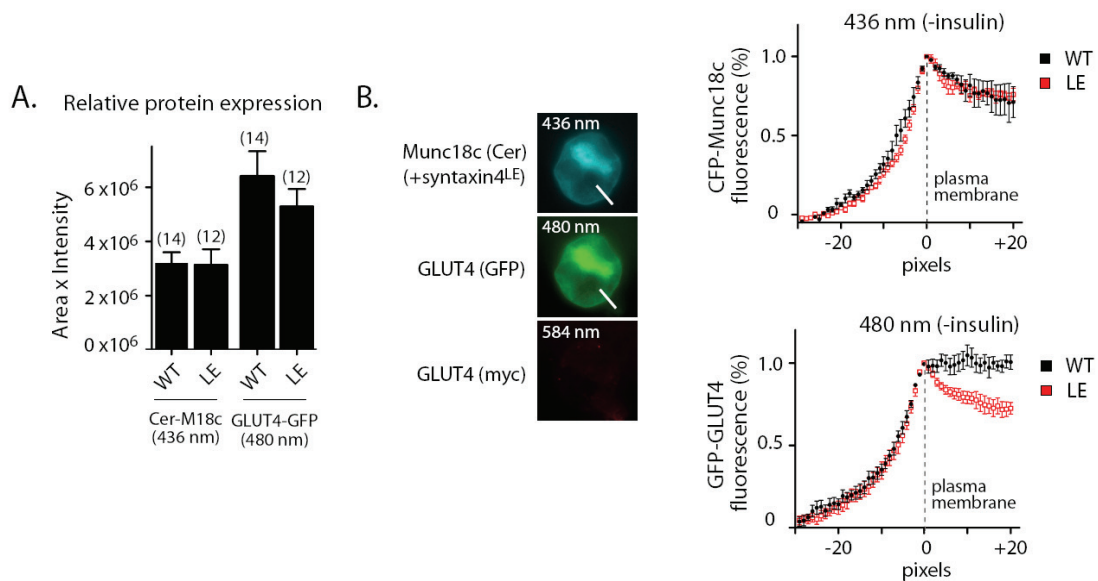 A.
Relative protein expression
Area x Intensity
6 x10⁶
4 x10⁶
2 x10⁶
0 x10⁶
(14)
(12)
(14)
(12)
WT
LE
WT
LE
Cer-M18c
(436 nm)
GLUT4-GFP
(480 nm)
B.
Munc18c (Cer)
(+syntaxin4ᴸᴱ)
436 nm
GLUT4 (GFP)
480 nm
GLUT4 (myc)
584 nm
436 nm (-insulin)
CFP-Munc18c
fluorescence (%)
1.0
0.5
0
WT
LE
plasma
membrane
-20
0
+20
pixels
480 nm (-insulin)
GFP-GLUT4
fluorescence (%)
1.0
0.5
0
WT
LE
plasma
membrane
-20
0
+20
pixels